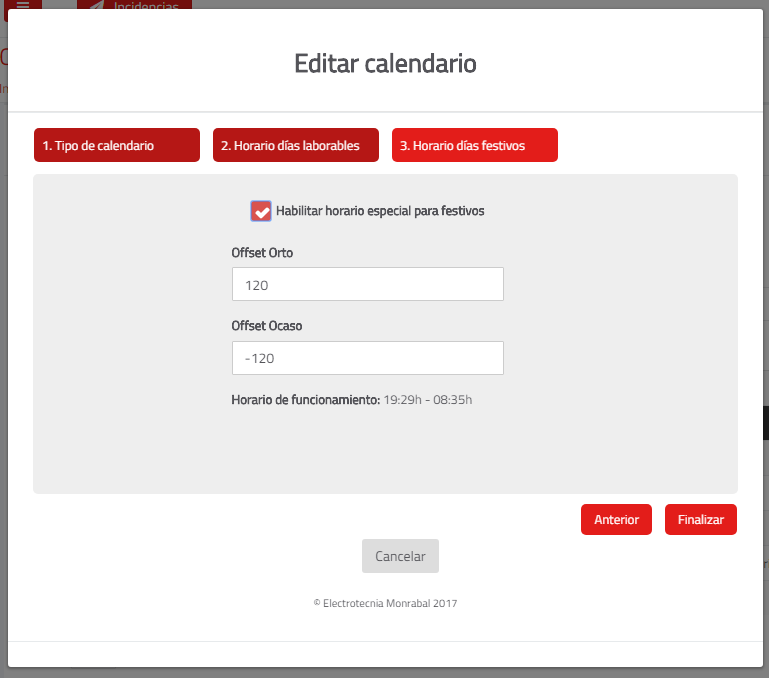 Incidencias
Editar calendario
1. Tipo de calendario
2. Horario días laborables
3. Horario días festivos
Habilitar horario especial para festivos
Offset Orto
120
Offset Ocaso
-120
Horario de funcionamiento: 19:29h - 08:35h
Anterior
Finalizar
Cancelar
© Electrotecnia Monrabal 2017